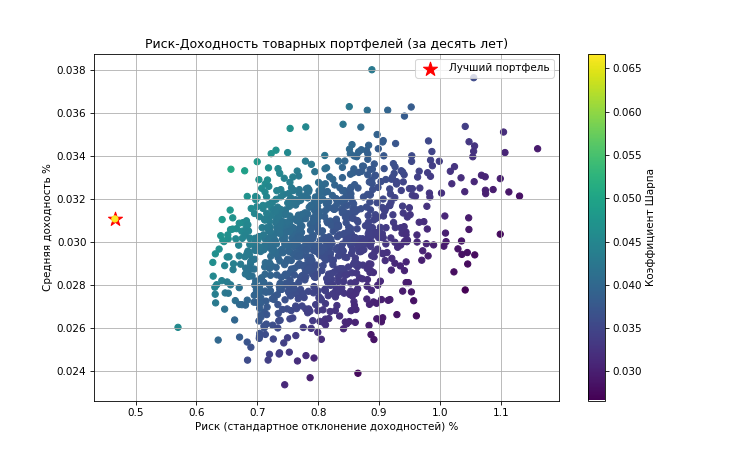 Риск-Доходность товарных портфелей (за десять лет)
Лучший портфель
0.038
0.036
0.034
0.032
0.030
0.028
0.026
0.024
Средняя доходность %
0.5 0.6 0.7 0.8 0.9 1.0 1.1
Риск (стандартное отклонение доходностей) %
0.065
0.060
0.055
0.050
0.045
0.040
0.035
0.030
Коэффициент Шарпа